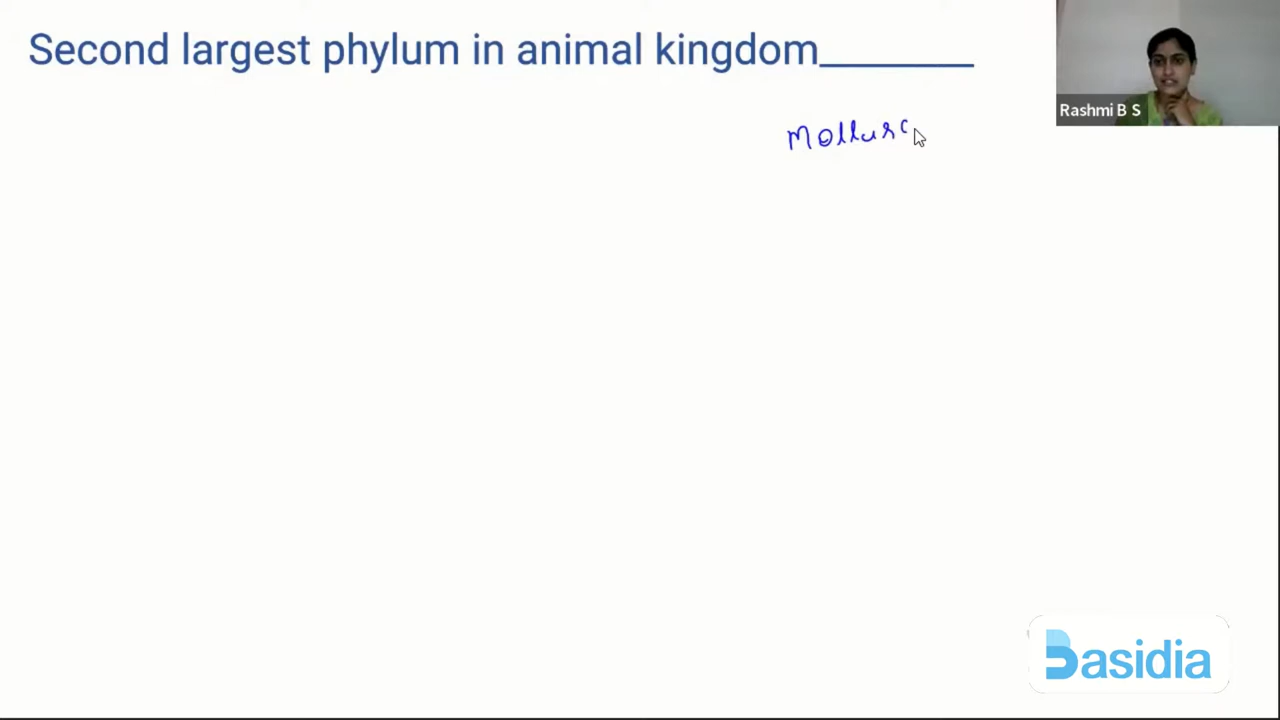 Second largest phylum in animal kingdom________
Rashmi B S
Mollusc
Basidia